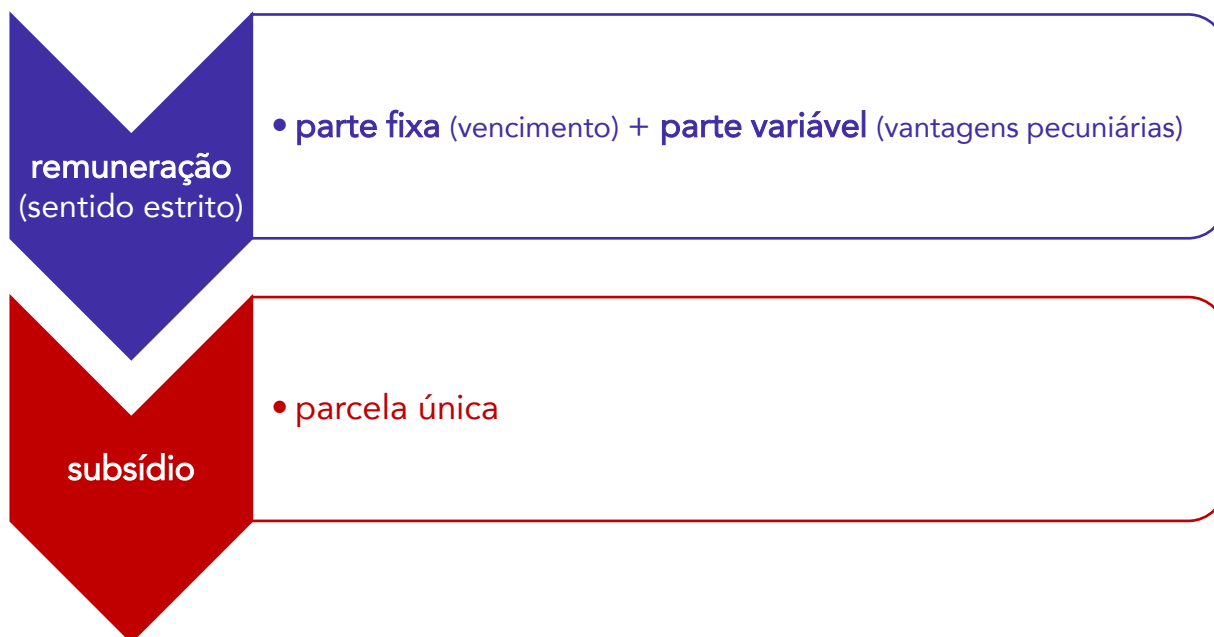 remuneração
(sentido estrito)
• parte fixa (vencimento) + parte variável (vantagens pecuniárias)
subsídio
• parcela única